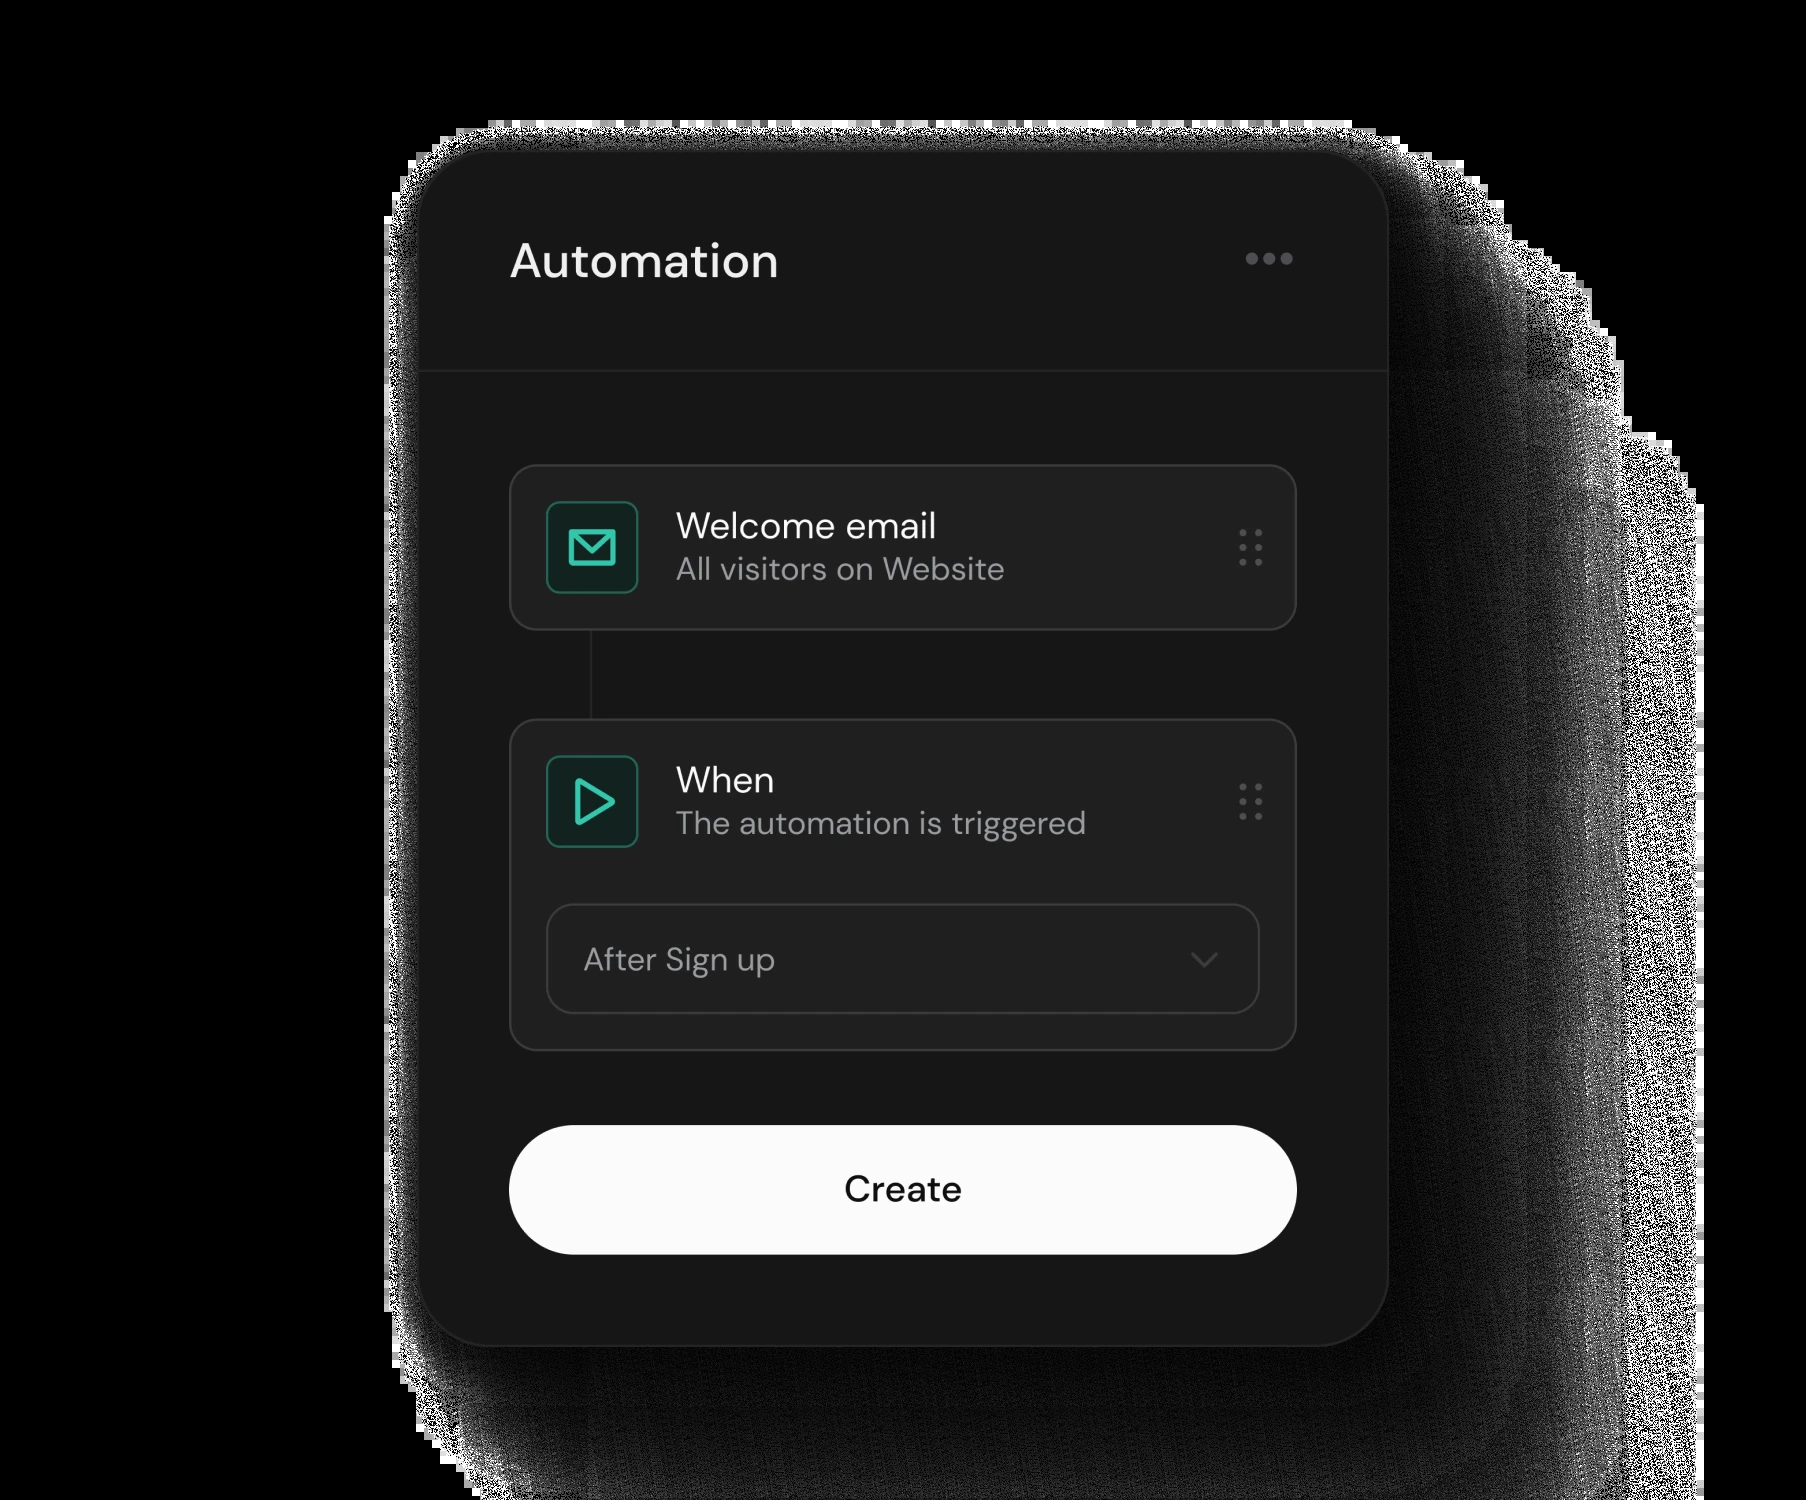 Automation
Welcome email
All visitors on Website
When
The automation is triggered
After Sign up
Create